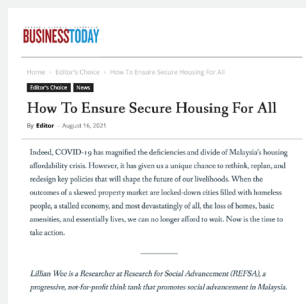 BUSINESSTODAY
Home › Editor's Choice › How To Ensure Secure Housing For All
Editor's Choice News
How To Ensure Secure Housing For All
By Editor - August 16, 2021
Indeed, COVID-19 has magnified the deficiencies and divide of Malaysia's housing
affordability crisis. However, it has given us a unique chance to rethink, replan, and
redesign key policies that will shape the future of our livelihoods. When the
outcomes of a skewed property market are locked-down cities filled with homeless
people, a stalled economy, and most devastatingly of all, the loss of homes, basic
amenities, and essentially lives, we can no longer afford to wait. Now is the time to
take action.
Lillian Wee is a Researcher at Research for Social Advancement (REFSA), a
progressive, not-for-profit think tank that promotes social advancement in Malaysia.